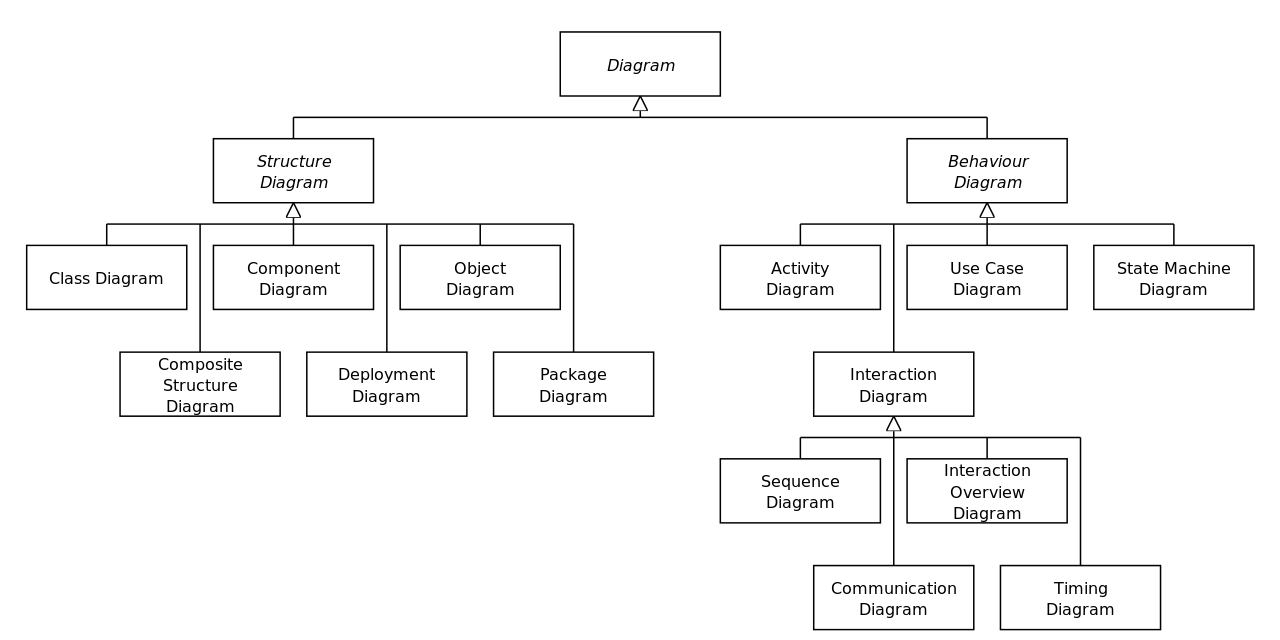 Diagram
Structure
Diagram
Behaviour
Diagram
Class Diagram
Component
Diagram
Object
Diagram
Activity
Diagram
Use Case
Diagram
State Machine
Diagram
Composite
Structure
Diagram
Deployment
Diagram
Package
Diagram
Interaction
Diagram
Sequence
Diagram
Interaction
Overview
Diagram
Communication
Diagram
Timing
Diagram